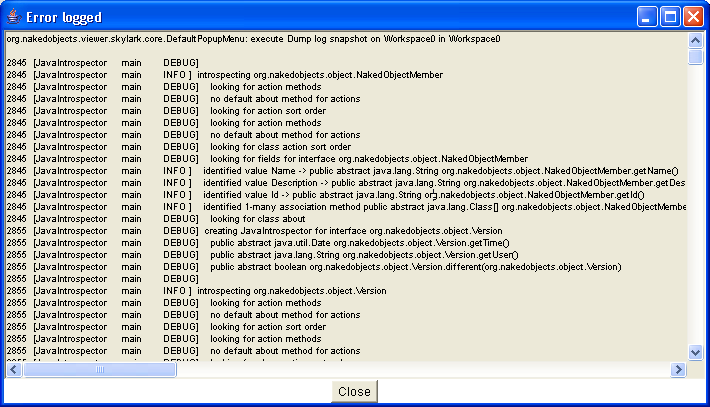 Error logged
org.nakedobjects.viewer.skylark.core.DefaultPopupMenu: execute Dump log snapshot on Workspace0 in Workspace0
2845 [JavaIntrospector main DEBUG]
2845 [JavaIntrospector main INFO ] introspecting org.nakedobjects.object.NakedObjectMember
2845 [JavaIntrospector main DEBUG] looking for action methods
2845 [JavaIntrospector main DEBUG] no default about method for actions
2845 [JavaIntrospector main DEBUG] looking for action sort order
2845 [JavaIntrospector main DEBUG] looking for action methods
2845 [JavaIntrospector main DEBUG] no default about method for actions
2845 [JavaIntrospector main DEBUG] looking for class action sort order
2845 [JavaIntrospector main DEBUG] looking for fields for interface org.nakedobjects.object.NakedObjectMember
2845 [JavaIntrospector main INFO ] identified value Name -> public abstract java.lang.String org.nakedobjects.object.NakedObjectMember.getName()
2845 [JavaIntrospector main INFO ] identified value Description -> public abstract java.lang.String org.nakedobjects.object.NakedObjectMember.getDes
2845 [JavaIntrospector main INFO ] identified value Id -> public abstract java.lang.String org.nakedobjects.object.NakedObjectMember.getId()
2845 [JavaIntrospector main INFO ] identified 1-many association method public abstract java.lang.Class[] org.nakedobjects.object.NakedObjectMembe
2845 [JavaIntrospector main DEBUG] looking for class about
2855 [JavaIntrospector main DEBUG] creating JavaIntrospector for interface org.nakedobjects.object.Version
2855 [JavaIntrospector main DEBUG] public abstract java.util.Date org.nakedobjects.object.Version.getTime()
2855 [JavaIntrospector main DEBUG] public abstract java.lang.String org.nakedobjects.object.Version.getUser()
2855 [JavaIntrospector main DEBUG] public abstract boolean org.nakedobjects.object.Version.different(org.nakedobjects.object.Version)
2855 [JavaIntrospector main DEBUG]
2855 [JavaIntrospector main INFO ] introspecting org.nakedobjects.object.Version
2855 [JavaIntrospector main DEBUG] looking for action methods
2855 [JavaIntrospector main DEBUG] no default about method for actions
2855 [JavaIntrospector main DEBUG] looking for action sort order
2855 [JavaIntrospector main DEBUG] looking for action methods
2855 [JavaIntrospector main DEBUG] no default about method for actions
2855 [JavaIntrospector main DEBUG]
Close